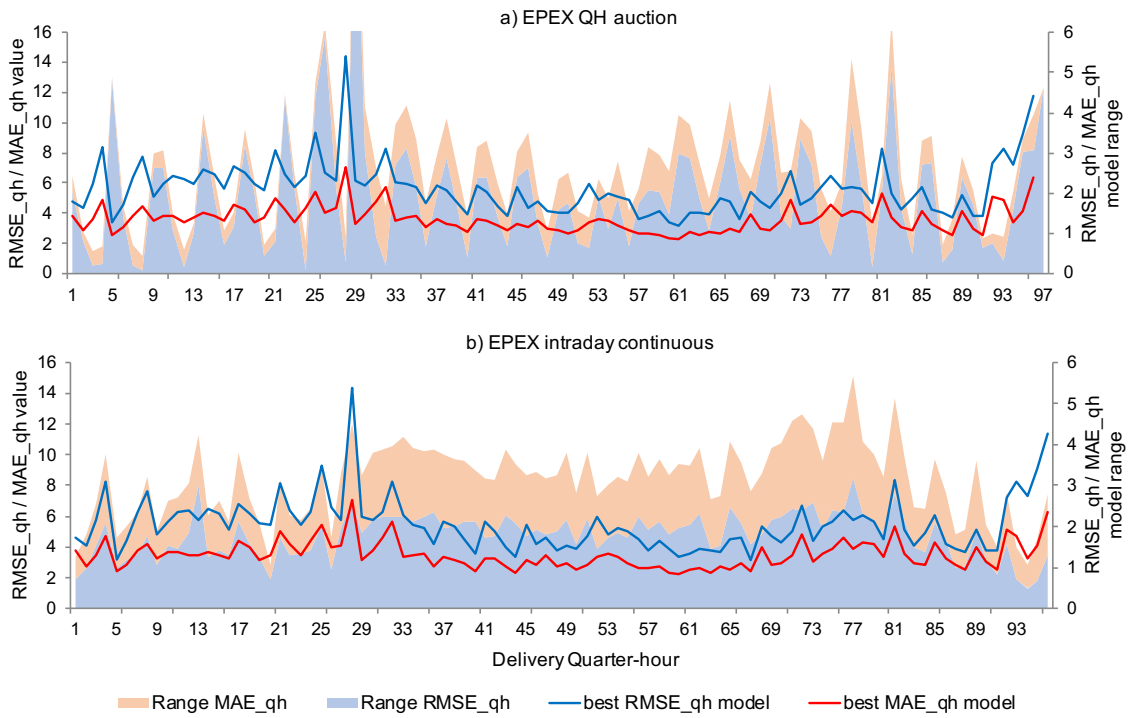 a) EPEX QH auction
RMSE_qh / MAE_qh value
16
14
12
10
8
6
4
2
0
6
5
4
3
2
1
0
RMSE_qh / MAE_qh
model range
1 5 9 13 17 21 25 29 33 37 41 45 49 53 57 61 65 69 73 77 81 85 89 93 97
b) EPEX intraday continuous
RMSE_qh / MAE_qh value
16
14
12
10
8
6
4
2
0
6
5
4
3
2
1
0
RMSE_qh / MAE_qh
model range
1 5 9 13 17 21 25 29 33 37 41 45 49 53 57 61 65 69 73 77 81 85 89 93
Delivery Quarter-hour
Range MAE_qh Range RMSE_qh best RMSE_qh model best MAE_qh model